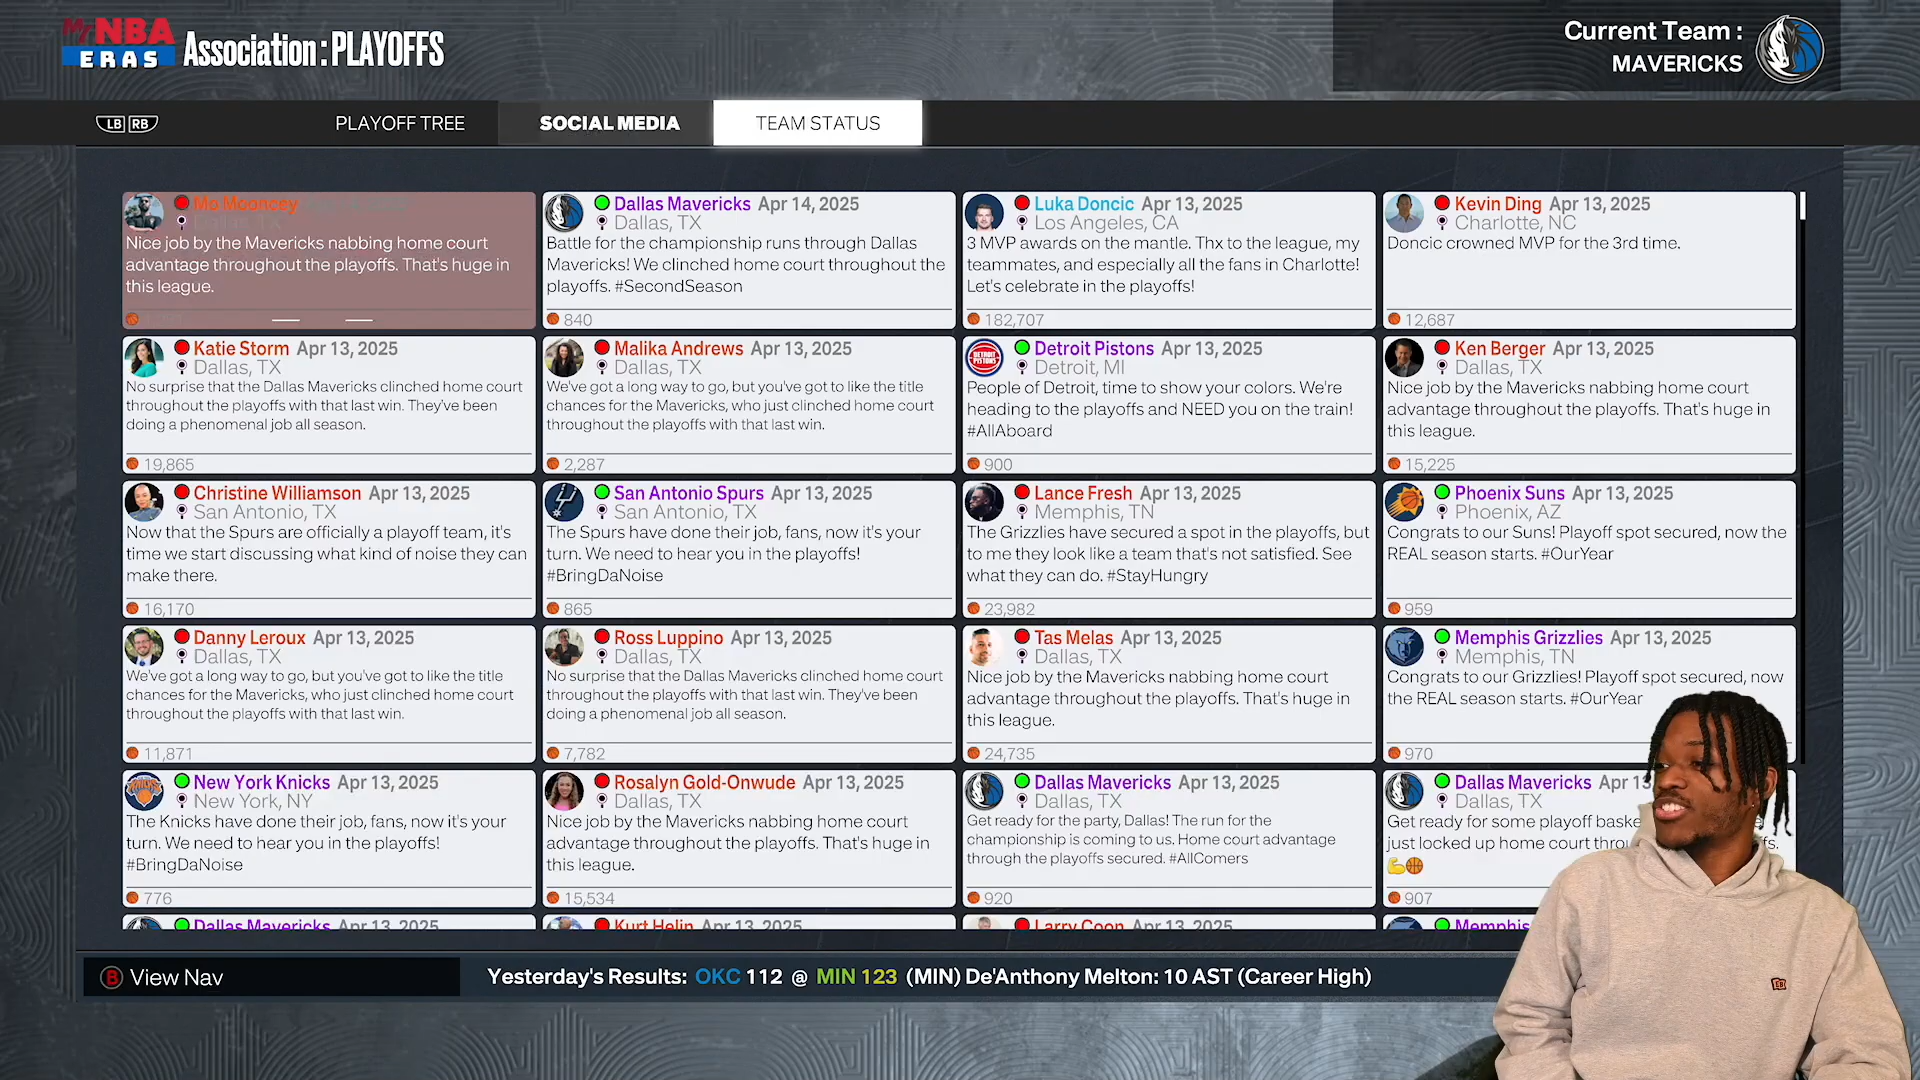 My NBA
ERAS
Association : PLAYOFFS
Current Team :
MAVERICKS
LB RB
PLAYOFF TREE
SOCIAL MEDIA
TEAM STATUS
Mo Mooncey
Dallas, TX
Nice job by the Mavericks nabbing home court
advantage throughout the playoffs. That's huge in
this league.
Dallas Mavericks Apr 14, 2025
Dallas, TX
Battle for the championship runs through Dallas
Mavericks! We clinched home court throughout the
playoffs. #SecondSeason
840
Luka Doncic Apr 13, 2025
Los Angeles, CA
3 MVP awards on the mantle. Thx to the league, my
teammates, and especially all the fans in Charlotte!
Let's celebrate in the playoffs!
182,707
Kevin Ding Apr 13, 2025
Charlotte, NC
Doncic crowned MVP for the 3rd time.
12,687
Katie Storm Apr 13, 2025
Dallas, TX
No surprise that the Dallas Mavericks clinched home court
throughout the playoffs with that last win. They've been
doing a phenomenal job all season.
19,865
Malika Andrews Apr 13, 2025
Dallas, TX
We've got a long way to go, but you've got to like the title
chances for the Mavericks, who just clinched home court
throughout the playoffs with that last win.
2,287
DETROIT PISTONS
Detroit Pistons Apr 13, 2025
Detroit, MI
People of Detroit, time to show your colors. We're
heading to the playoffs and NEED you on the train!
#AllAboard
900
Ken Berger Apr 13, 2025
Dallas, TX
Nice job by the Mavericks nabbing home court
advantage throughout the playoffs. That's huge in
this league.
15,225
Christine Williamson Apr 13, 2025
San Antonio, TX
Now that the Spurs are officially a playoff team, it's
time we start discussing what kind of noise they can
make there.
16,170
San Antonio Spurs Apr 13, 2025
San Antonio, TX
The Spurs have done their job, fans, now it's your
turn. We need to hear you in the playoffs!
#BringDaNoise
865
Lance Fresh Apr 13, 2025
Memphis, TN
The Grizzlies have secured a spot in the playoffs, but
to me they look like a team that's not satisfied. See
what they can do. #StayHungry
23,982
Phoenix Suns Apr 13, 2025
Phoenix, AZ
Congrats to our Suns! Playoff spot secured, now the
REAL season starts. #OurYear
959
Danny Leroux Apr 13, 2025
Dallas, TX
We've got a long way to go, but you've got to like the title
chances for the Mavericks, who just clinched home court
throughout the playoffs with that last win.
11,871
Ross Luppino Apr 13, 2025
Dallas, TX
No surprise that the Dallas Mavericks clinched home court
throughout the playoffs with that last win. They've been
doing a phenomenal job all season.
7,782
Tas Melas Apr 13, 2025
Dallas, TX
Nice job by the Mavericks nabbing home court
advantage throughout the playoffs. That's huge in
this league.
24,735
Memphis Grizzlies Apr 13, 2025
Memphis, TN
Congrats to our Grizzlies! Playoff spot secured, now
the REAL season starts. #OurYear
970
New York Knicks Apr 13, 2025
New York, NY
The Knicks have done their job, fans, now it's your
turn. We need to hear you in the playoffs!
#BringDaNoise
776
Rosalyn Gold-Onwude Apr 13, 2025
Dallas, TX
Nice job by the Mavericks nabbing home court
advantage throughout the playoffs. That's huge in
this league.
15,534
Dallas Mavericks Apr 13, 2025
Dallas, TX
Get ready for the party, Dallas! The run for the
championship is coming to us. Home court advantage
through the playoffs secured. #AllComers
920
Dallas Mavericks Apr 13
Dallas, TX
Get ready for some playoff
just locked up home court
907
Dallas Mavericks Apr 13, 2025
Kurt Helin Apr 13, 2025
Larry Coon Apr 13, 2025
Memphis
B View Nav
Yesterday's Results: OKC 112 @ MIN 123 (MIN) De'Anthony Melton: 10 AST (Career High)